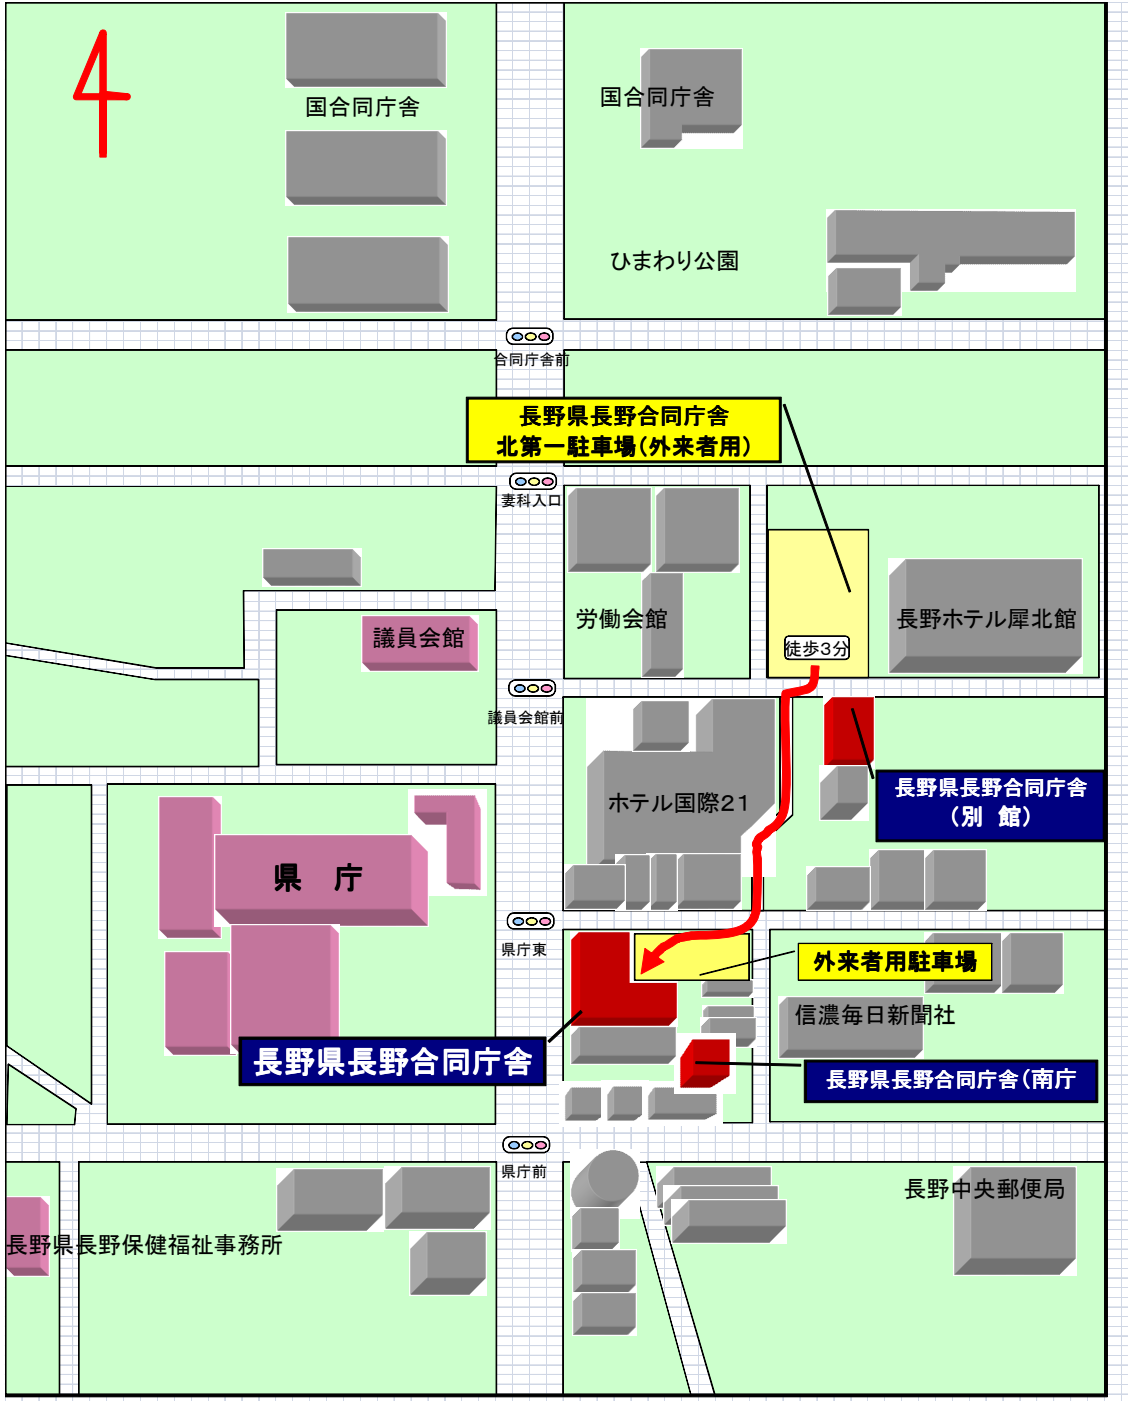 国合同庁舎
国合同庁舎
ひまわり公園
合同庁舎前
長野県長野合同庁舎
北第一駐車場（外来者用）
妻科入口
労働会館
長野ホテル犀北館
議員会館
徒歩3分
議員会館前
長野県長野合同庁舎
（別 館）
ホテル国際21
県 庁
県庁東
外来者用駐車場
信濃毎日新聞社
長野県長野合同庁舎
長野県長野合同庁舎（南庁
県庁前
長野中央郵便局
長野県長野保健福祉事務所